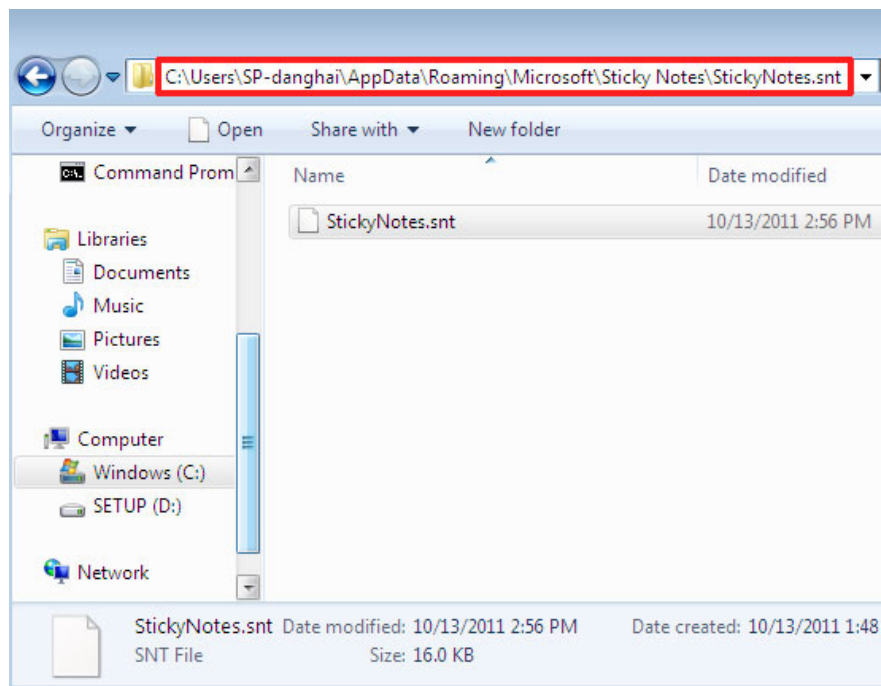 C:\Users\SP-danghai\AppData\Roaming\Microsoft\Sticky Notes\StickyNotes.snt
Organize Open Share with New folder
Command Prom
Name Date modified
StickyNotes.snt 10/13/2011 2:56 PM
Libraries
Documents
Music
Pictures
Videos
Computer
Windows (C:)
SETUP (D:)
Network
StickyNotes.snt Date modified: 10/13/2011 2:56 PM Date created: 10/13/2011 1:48
SNT File Size: 16.0 KB